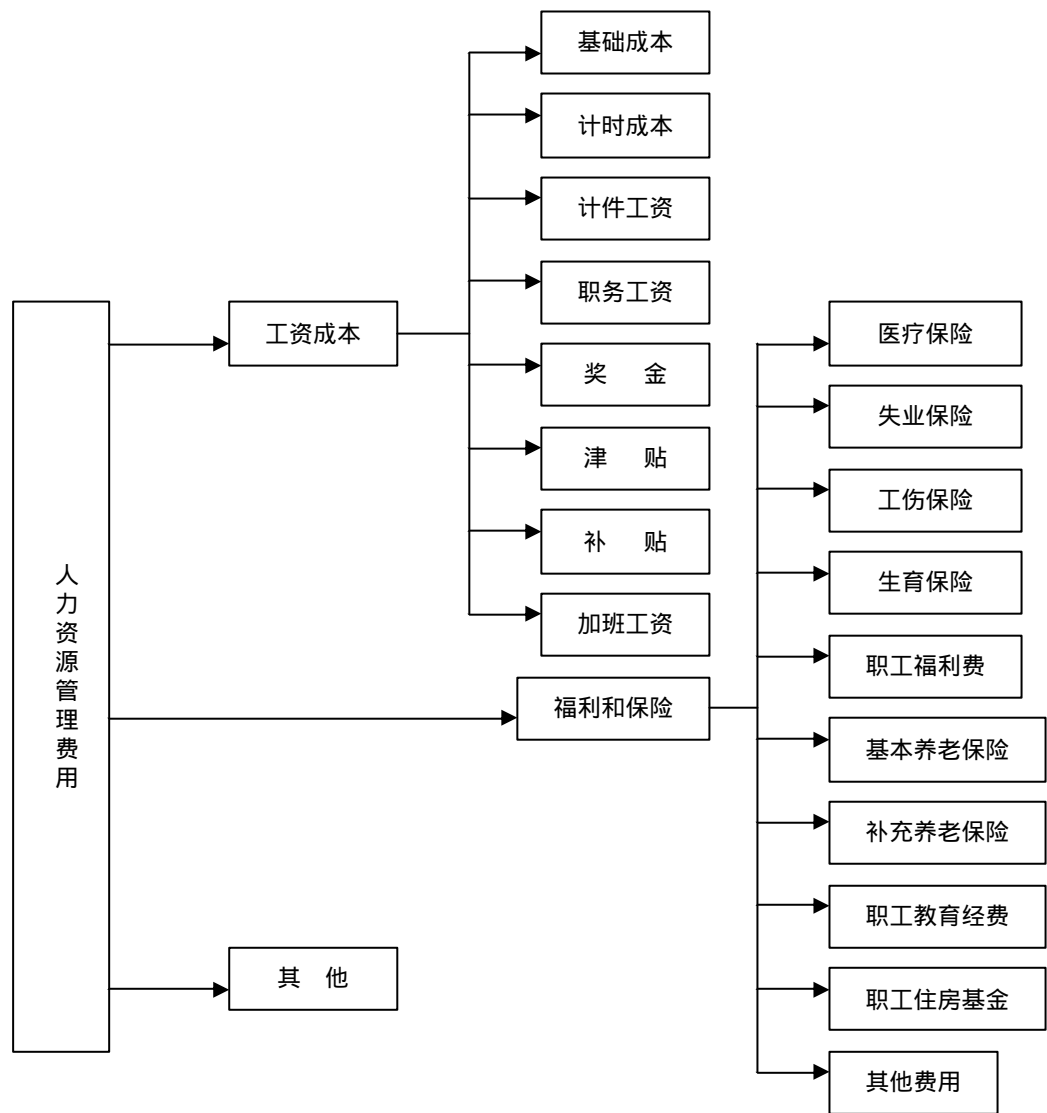 人力资源管理费用
工资成本
基础成本
计时成本
计件工资
职务工资
奖 金
津 贴
补 贴
加班工资
福利和保险
医疗保险
失业保险
工伤保险
生育保险
职工福利费
基本养老保险
补充养老保险
职工教育经费
职工住房基金
其他费用
其 他